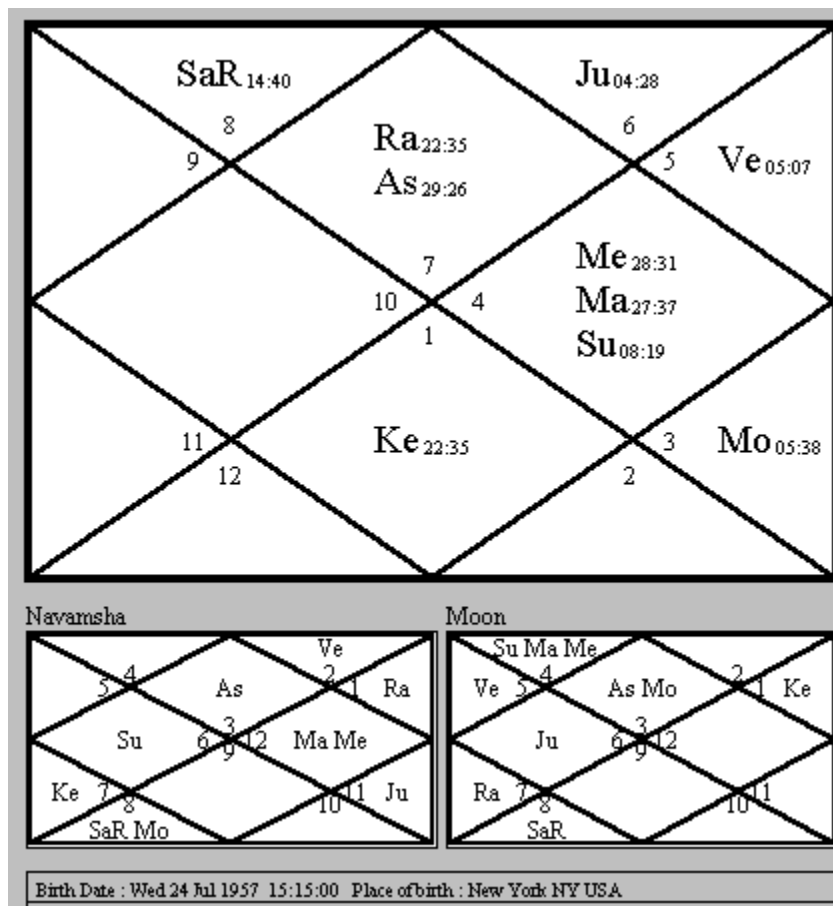 SaR 14:40 Ju 04:28
8 6
Ra 22:35
9 5 Ve 05:07
As 29:26
7 Me 28:31
10 4 Ma 27:37
1 Su 08:19
11 Ke 22:35 3 Mo 05:38
12 2
Navamsha Moon
Ve Su Ma Me
5 4 As 2 1 Ra Ve 5 4 As Mo 2 1 Ke
Su 6 3 9 12 Ma Me Ju 6 3 9 12
Ke 7 8 10 11 Ju Ra 7 8 10 11
SaR Mo SaR
Birth Date : Wed 24 Jul 1957 15:15:00 Place of birth : New York NY USA